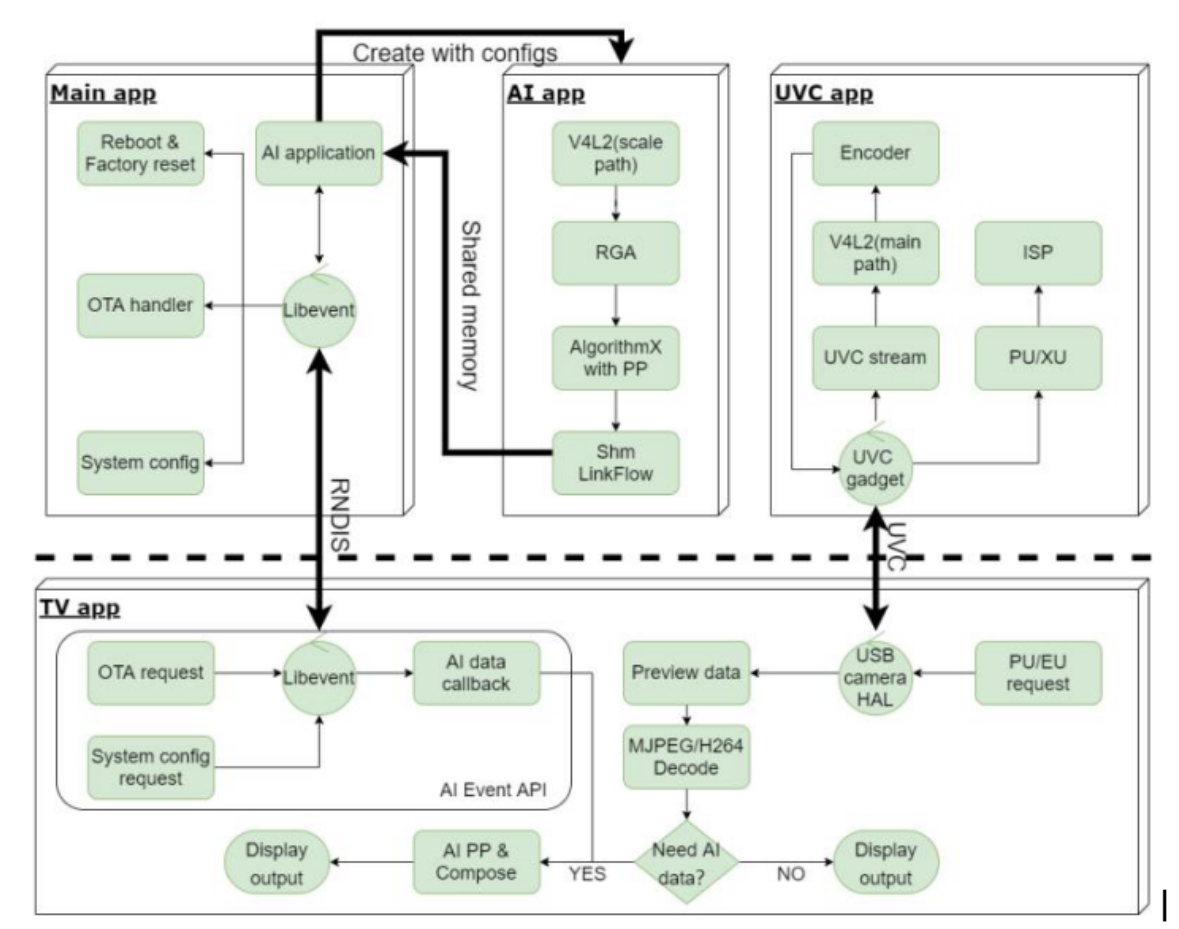 Create with configs
Main app
Reboot &
Factory reset
AI application
OTA handler
Libevent
System config
RNDIS
Shared memory
AI app
V4L2(scale
path)
RGA
AlgorithmX
with PP
Shm
LinkFlow
UVC app
Encoder
V4L2(main
path)
ISP
UVC stream
PU/XU
UVC
gadget
UVC
TV app
OTA request
Libevent
AI data
callback
System config
request
AI Event API
Preview data
USB
camera
HAL
PU/EU
request
MJPEG/H264
Decode
Need AI
data?
YES
NO
AI PP &
Compose
Display
output
Display
output